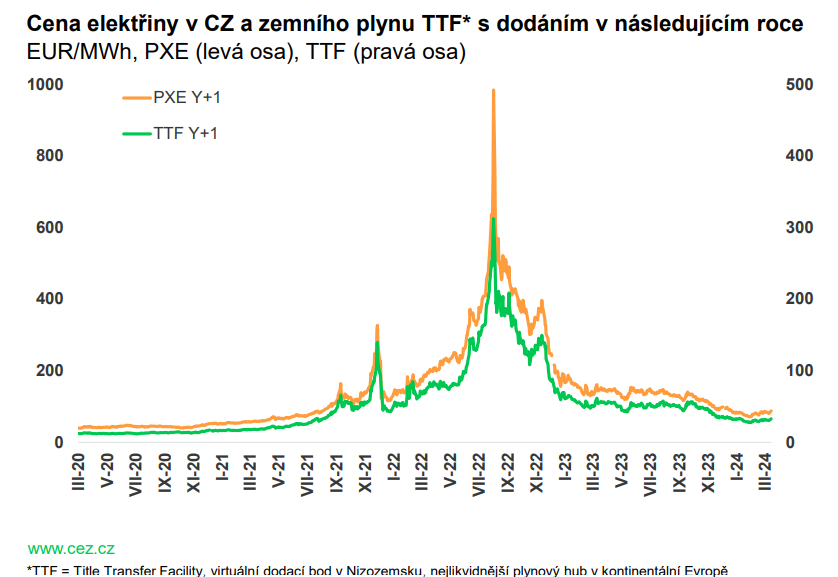 Cena elektřiny v CZ a zemního plynu TTF* s dodáním v následujícím roce
EUR/MWh, PXE (levá osa), TTF (pravá osa)
1000 500
PXE Y+1
TTF Y+1
800 400
600 300
400 200
200 100
0 0
III-20 V-20 VII-20 IX-20 XI-20 I-21 III-21 V-21 VII-21 IX-21 XI-21 I-22 III-22 V-22 VII-22 IX-22 XI-22 I-23 III-23 V-23 VII-23 IX-23 XI-23 I-24 III-24
www.cez.cz
*TTF = Title Transfer Facility, virtuální dodací bod v Nizozemsku, nejlikvidnější plynový hub v kontinentální Evropě